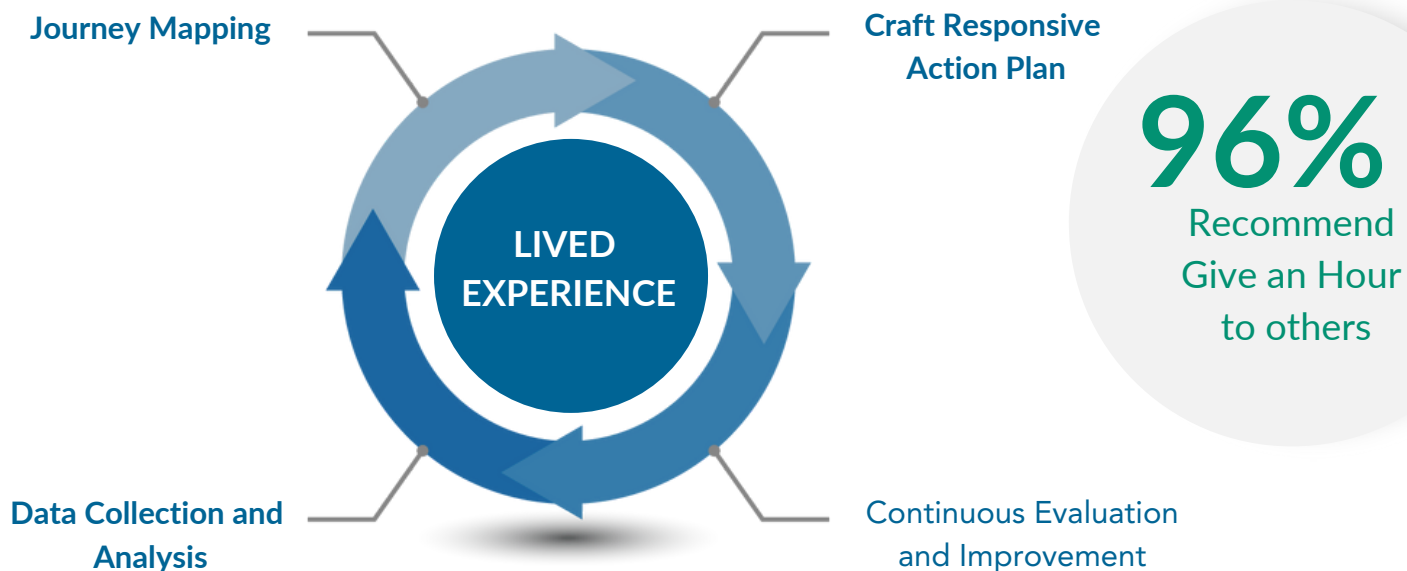 Journey Mapping
Craft Responsive
Action Plan
96%
Recommend
Give an Hour
to others
LIVED
EXPERIENCE
Data Collection and
Analysis
Continuous Evaluation
and Improvement